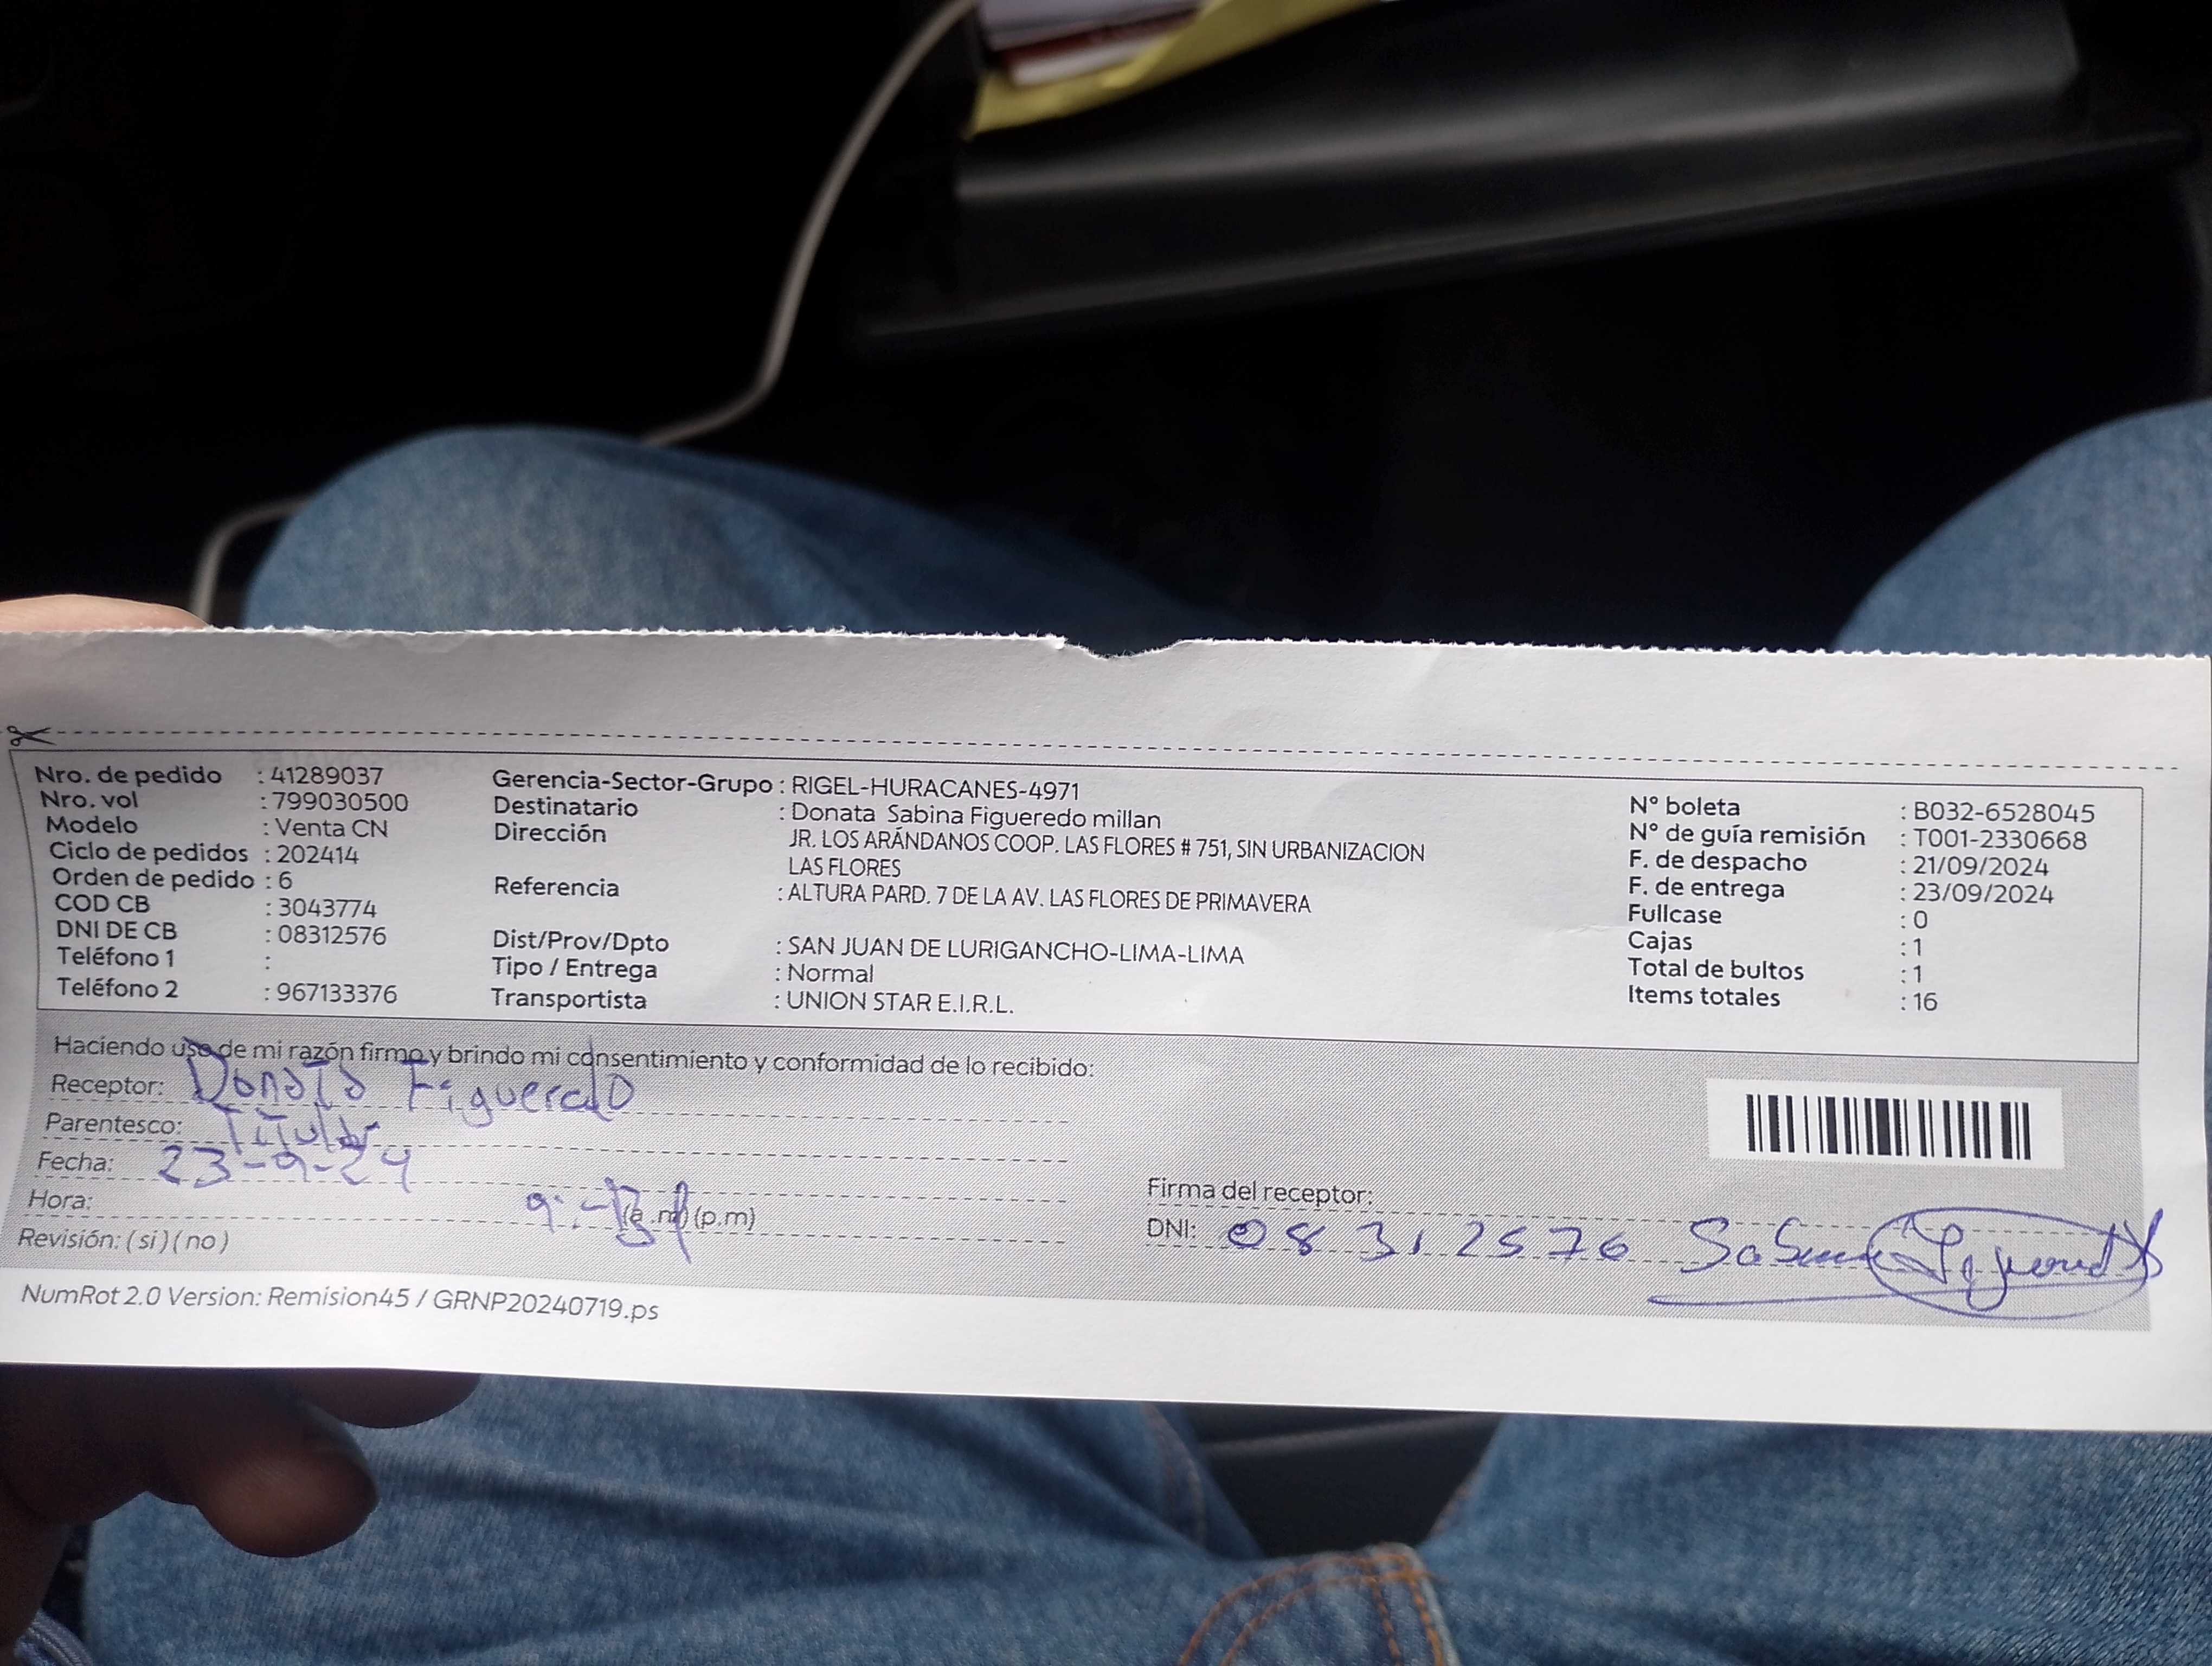 Nro. de pedido : 41289037
Nro. vol : 799030500
Modelo : Venta CN
Ciclo de pedidos : 202414
Orden de pedido : 6
COD CB : 3043774
DNI DE CB : 08312576
Teléfono 1 :
Teléfono 2 : 967133376
Gerencia-Sector-Grupo : RIGEL-HURACANES-4971
Destinatario : Donata Sabina Figueredo millan
Dirección JR. LOS ARÁNDANOS COOP. LAS FLORES # 751, SIN URBANIZACION
LAS FLORES
Referencia : ALTURA PARD. 7 DE LA AV. LAS FLORES DE PRIMAVERA
Dist/Prov/Dpto : SAN JUAN DE LURIGANCHO-LIMA-LIMA
Tipo / Entrega : Normal
Transportista : UNION STAR E.I.R.L.
N° boleta : B032-6528045
N° de guía remisión : T001-2330668
F. de despacho : 21/09/2024
F. de entrega : 23/09/2024
Fullcase : 0
Cajas : 1
Total de bultos : 1
Items totales : 16
Haciendo uso de mi razón firmo y brindo mi consentimiento y conformidad de lo recibido:
Receptor: Donata Figueredo
Parentesco: Titular
Fecha: 23-9-24
Hora: (a.m) (p.m)
Revisión: (si) (no)
Firma del receptor:
DNI: 08312576
NumRot 2.0 Version: Remision45 / GRNP20240719.ps